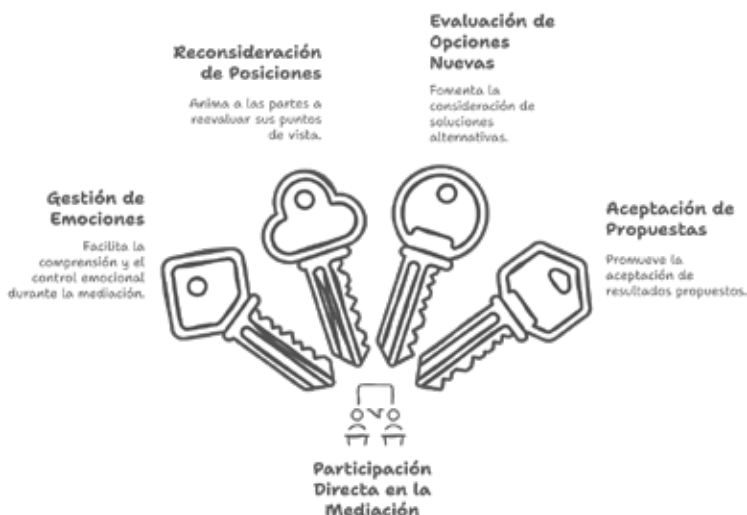 Reconsideración
de Posiciones
Anima a las partes a
reevaluar sus puntos
de vista.
Evaluación de
Opciones
Nuevas
Fomenta la
consideración de
soluciones
alternativas.
Gestión de
Emociones
Facilita la
comprensión y el
control emocional
durante la mediación.
Aceptación de
Propuestas
Promueve la
aceptación de
resultados propuestos.
Participación
Directa en la
Mediación